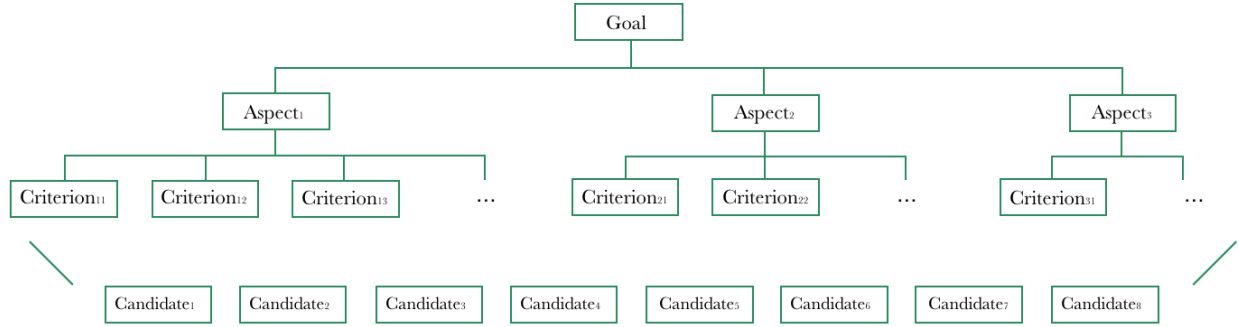 Goal
Aspect₁ Aspect₂ Aspect₃
Criterion₁₁ Criterion₁₂ Criterion₁₃ ... Criterion₂₁ Criterion₂₂ ... Criterion₃₁ ...
Candidate₁ Candidate₂ Candidate₃ Candidate₄ Candidate₅ Candidate₆ Candidate₇ Candidate₈